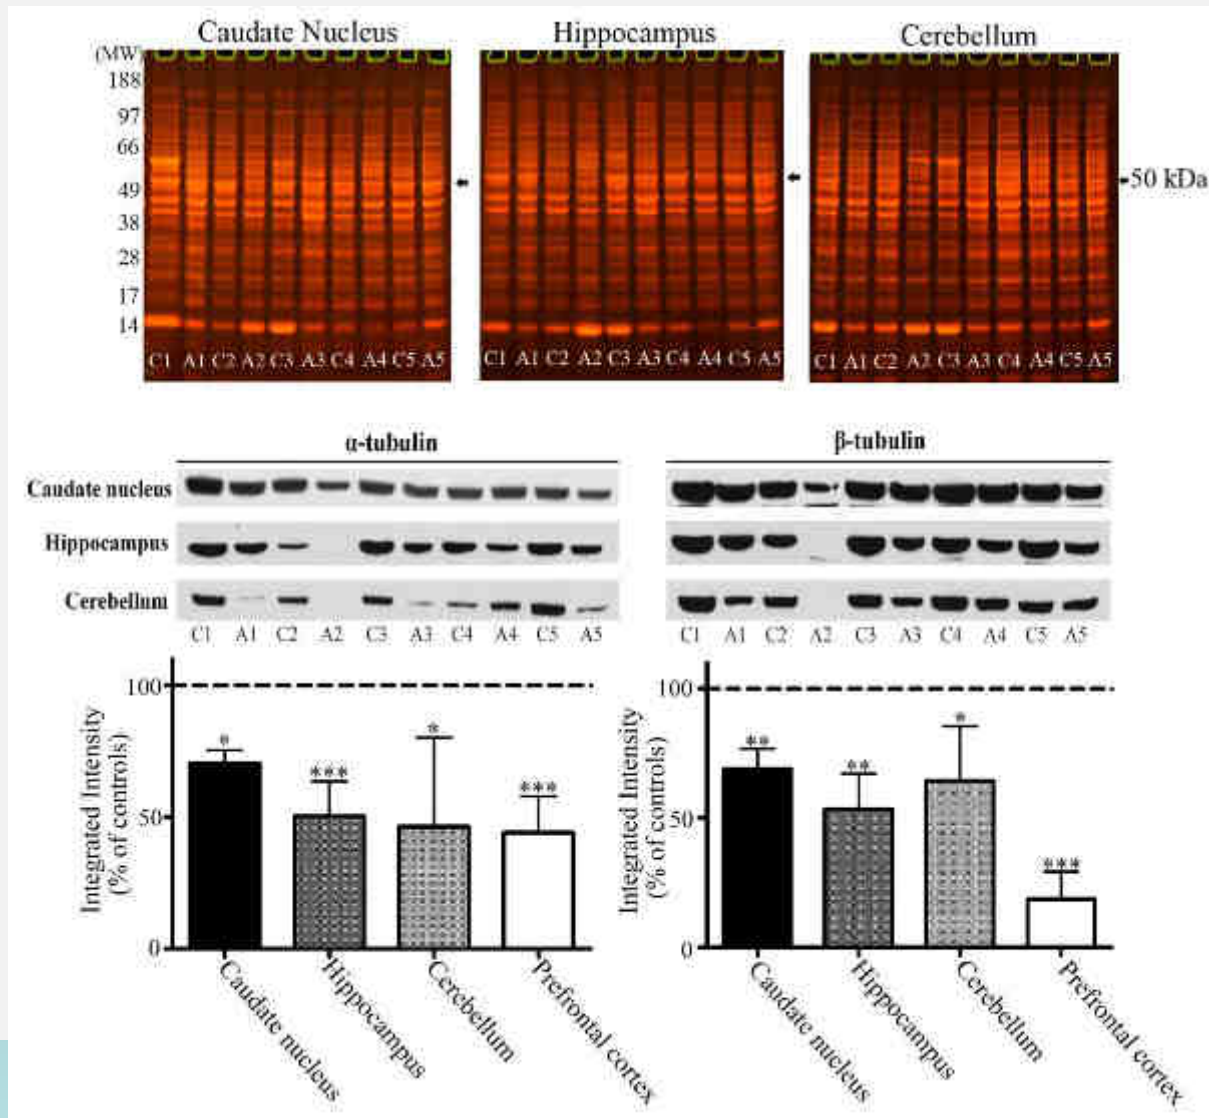 Caudate Nucleus Hippocampus Cerebellum
(MW)
188
97
66
49
38
28
17
14
50 kDa
C1 A1 C2 A2 C3 A3 C4 A4 C5 A5
C1 A1 C2 A2 C3 A3 C4 A4 C5 A5
C1 A1 C2 A2 C3 A3 C4 A4 C5 A5
α-tubulin β-tubulin
Caudate nucleus
Hippocampus
Cerebellum
C1 A1 C2 A2 C3 A3 C4 A4 C5 A5
C1 A1 C2 A2 C3 A3 C4 A4 C5 A5
Integrated Intensity
(% of controls)
100
50
0
*
***
*
***
Caudate nucleus
Hippocampus
Cerebellum
Prefrontal cortex
Integrated Intensity
(% of controls)
100
50
0
**
**
*
***
Caudate nucleus
Hippocampus
Cerebellum
Prefrontal cortex